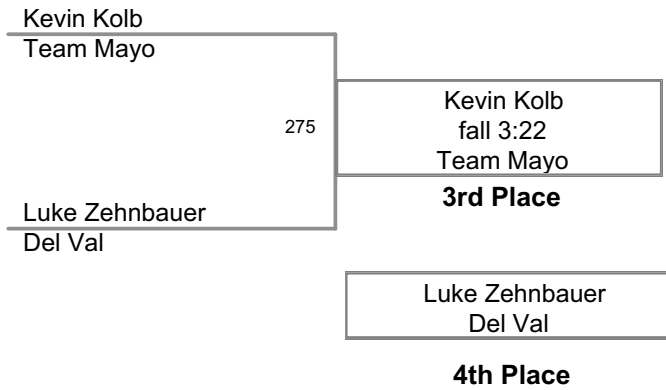 Kevin Kolb
Team Mayo
275
Kevin Kolb
fall 3:22
Team Mayo
3rd Place
Luke Zehnbauer
Del Val
Luke Zehnbauer
Del Val
4th Place